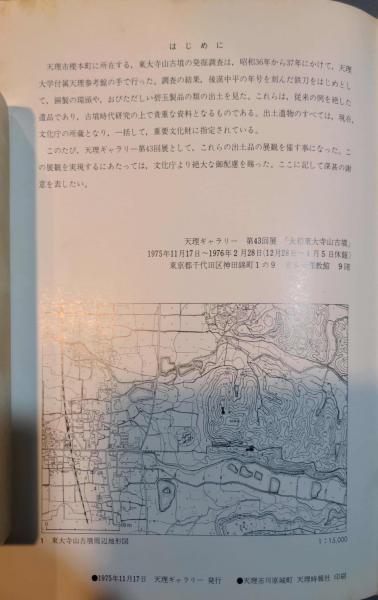 はじめに
天理市櫟本町に所在する、東大寺山古墳の発掘調査は、昭和36年から37年にかけて、天理
大学付属天理参考館の手で行った。調査の結果、後漢中平の年号を刻んだ鉄刀をはじめとし
て、銅製の環頭や、おびただしい碧玉製品の類の出土を見た。これらは、従来の例を絶した
遺品であり、古墳時代研究の上で貴重な資料となるものである。出土遺物のすべては、現在、
文化庁の所蔵となり、一括して、重要文化財に指定されている。
このたび、天理ギャラリー第43回展として、これらの出土品の展観を催す事になった。こ
の展観を実現するにあたっては、文化庁より絶大な御配慮を賜った。ここに記して深甚の謝
意を表したい。
天理ギャラリー 第43回展 「大和東大寺山古墳」
1975年11月17日〜1976年2月28日(12月28日〜1月5日休館)
東京都千代田区神田錦町1の9 教館 9階
1 東大寺山古墳周辺地形図 1:15,000
●1975年11月17日 天理ギャラリー 発行 ●天理市川原城町 天理時報社 印刷